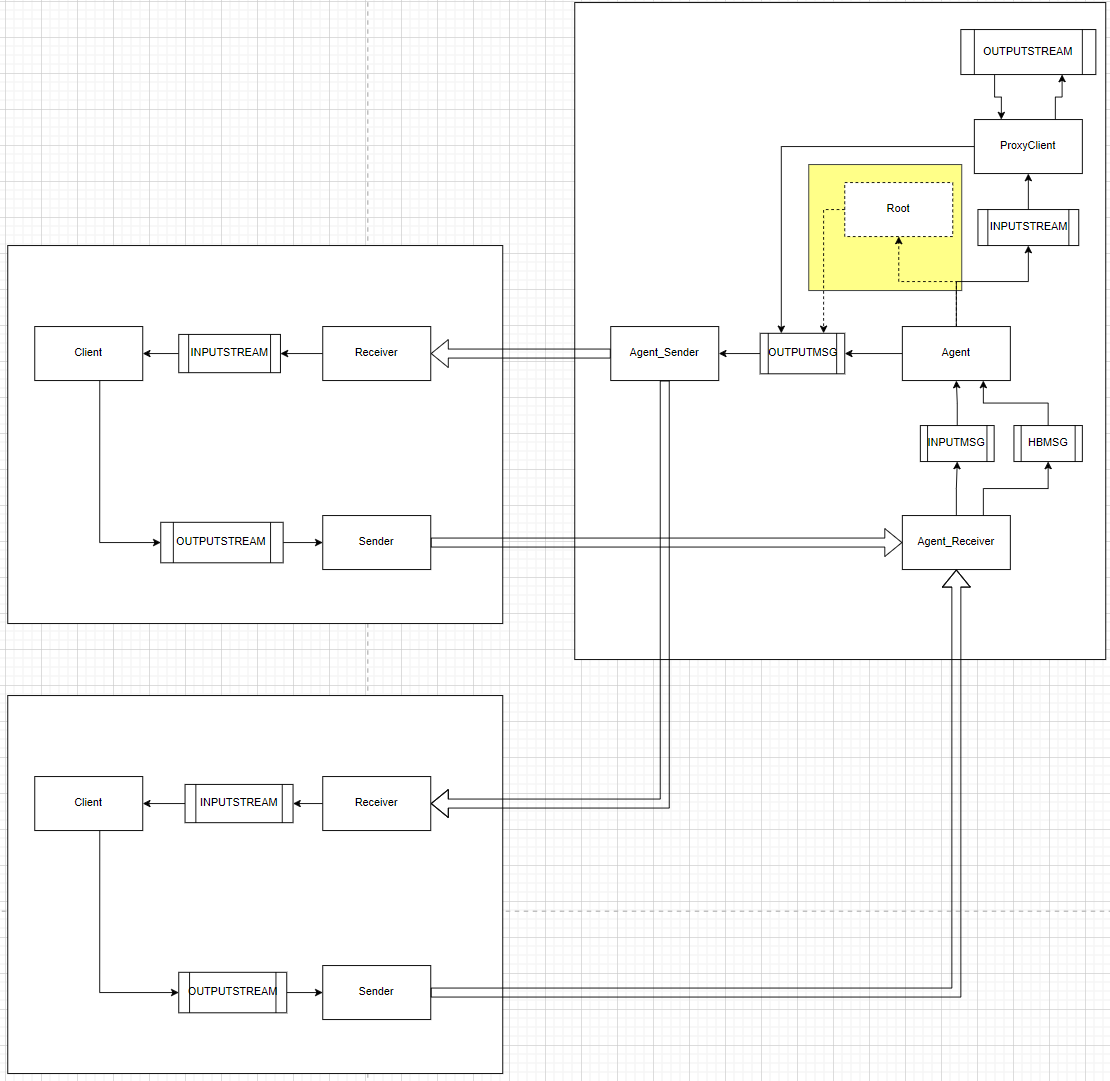 OUTPUTSTREAM
ProxyClient
Root
INPUTSTREAM
Client
INPUTSTREAM
Receiver
Agent_Sender
OUTPUTMSG
Agent
INPUTMSG
HBMSG
OUTPUTSTREAM
Sender
Agent_Receiver
Client
INPUTSTREAM
Receiver
OUTPUTSTREAM
Sender